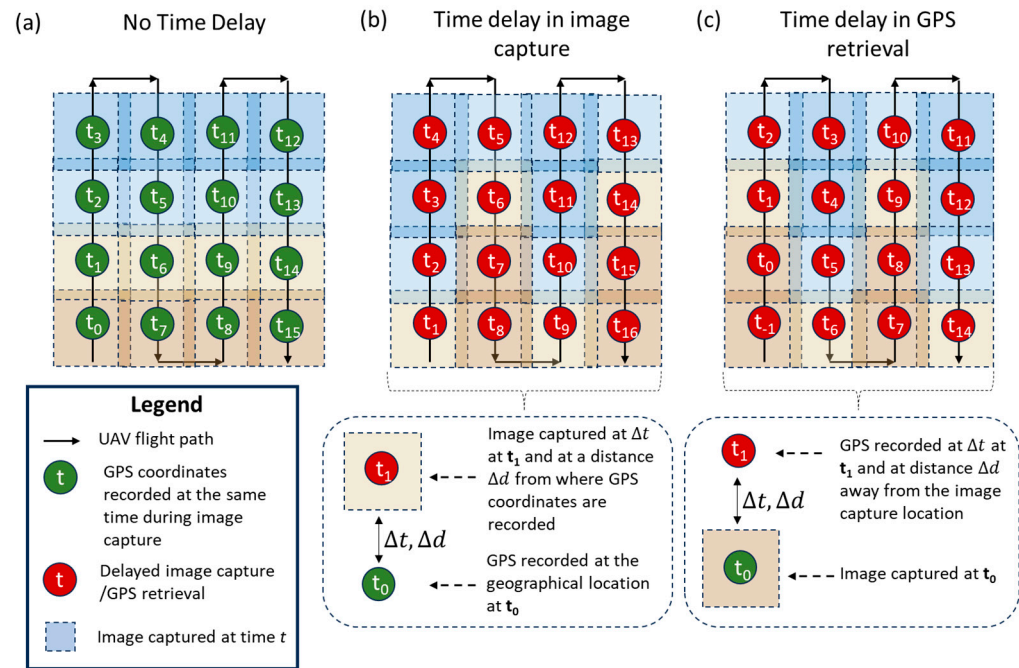 (a)
No Time Delay
(b)
Time delay in image
capture
(c)
Time delay in GPS
retrieval
t3 t4 t11 t12
t2 t5 t10 t13
t1 t6 t9 t14
t0 t7 t8 t15
t4 t5 t12 t13
t3 t6 t11 t14
t2 t7 t10 t15
t1 t8 t9 t16
t2 t3 t10 t11
t1 t4 t9 t12
t0 t5 t8 t13
t-1 t6 t7 t14
Legend
UAV flight path
t
GPS coordinates
recorded at the same
time during image
capture
t
Delayed image capture
/GPS retrieval
Image captured at time t
t1
Image captured at Δt
at t1 and at a distance
Δd from where GPS
coordinates are
recorded
Δt, Δd
t0
GPS recorded at the
geographical location
at t0
t1
GPS recorded at Δt at
t1 and at distance Δd
away from the image
capture location
Δt, Δd
t0
Image captured at t0